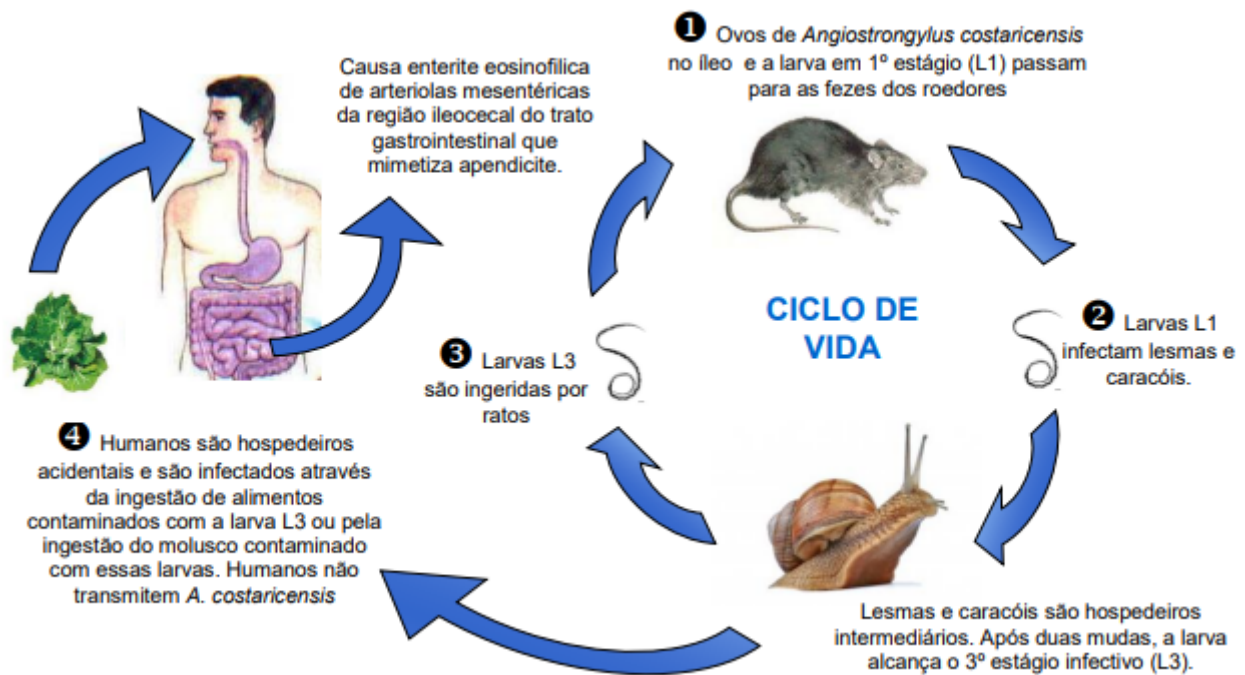 ❶ Ovos de Angiostrongylus costaricensis
no íleo e a larva em 1º estágio (L1) passam
para as fezes dos roedores
Causa enterite eosinofilica
de arteriolas mesentéricas
da região ileocecal do trato
gastrointestinal que
mimetiza apendicite.
CICLO DE
VIDA
❷ Larvas L1
infectam lesmas e
caracóis.
❸ Larvas L3
são ingeridas por
ratos
❹ Humanos são hospedeiros
acidentais e são infectados através
da ingestão de alimentos
contaminados com a larva L3 ou pela
ingestão do molusco contaminado
com essas larvas. Humanos não
transmitem A. costaricensis
Lesmas e caracóis são hospedeiros
intermediários. Após duas mudas, a larva
alcança o 3º estágio infectivo (L3).